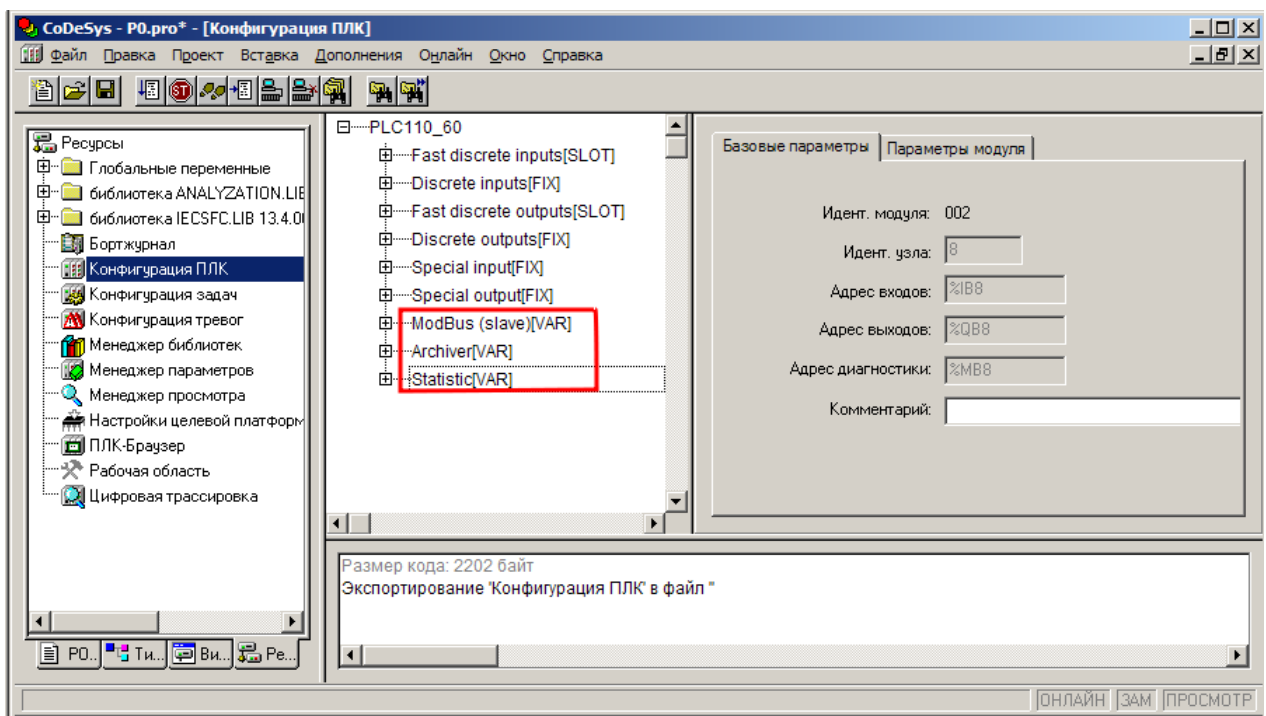 CoDeSys - P0.pro* - [Конфигурация ПЛК]
Файл Правка Проект Вставка Дополнения Онлайн Окно Справка
Ресурсы
Глобальные переменные
библиотека ANALYZATION.LIB
библиотека IECSFC.LIB 13.4.0
Бортжурнал
Конфигурация ПЛК
Конфигурация задач
Конфигурация тревог
Менеджер библиотек
Менеджер параметров
Менеджер просмотра
Настройки целевой платформ
ПЛК-Браузер
Рабочая область
Цифровая трассировка
P0.. Ти... Ви... Ре...
PLC110_60
Fast discrete inputs[SLOT]
Discrete inputs[FIX]
Fast discrete outputs[SLOT]
Discrete outputs[FIX]
Special input[FIX]
Special output[FIX]
ModBus (slave)[VAR]
Archiver[VAR]
Statistic[VAR]
Базовые параметры Параметры модуля
Идент. модуля: 002
Идент. узла: 8
Адрес входов: %IB8
Адрес выходов: %QB8
Адрес диагностики: %MB8
Комментарий:
Размер кода: 2202 байт
Экспортирование 'Конфигурация ПЛК' в файл ''
ОНЛАЙН ЗАМ ПРОСМОТР